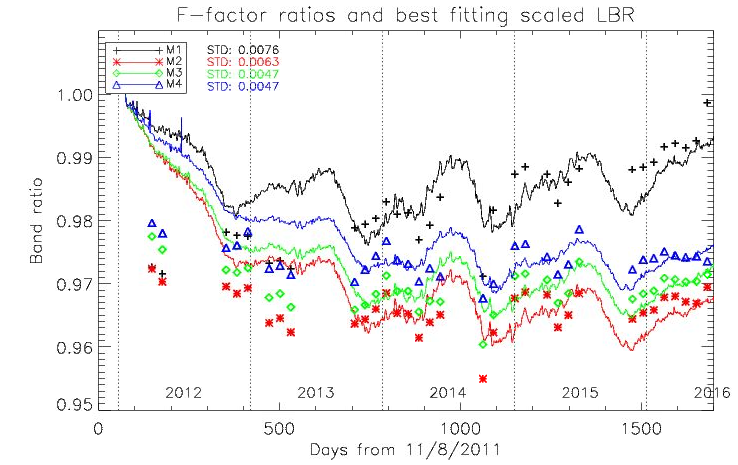 F-factor ratios and best fitting scaled LBR
M1 STD: 0.0076
M2 STD: 0.0063
M3 STD: 0.0047
M4 STD: 0.0047
1.00
0.99
0.98
0.97
0.96
0.95
Band ratio
2012 2013 2014 2015 2016
0 500 1000 1500
Days from 11/8/2011